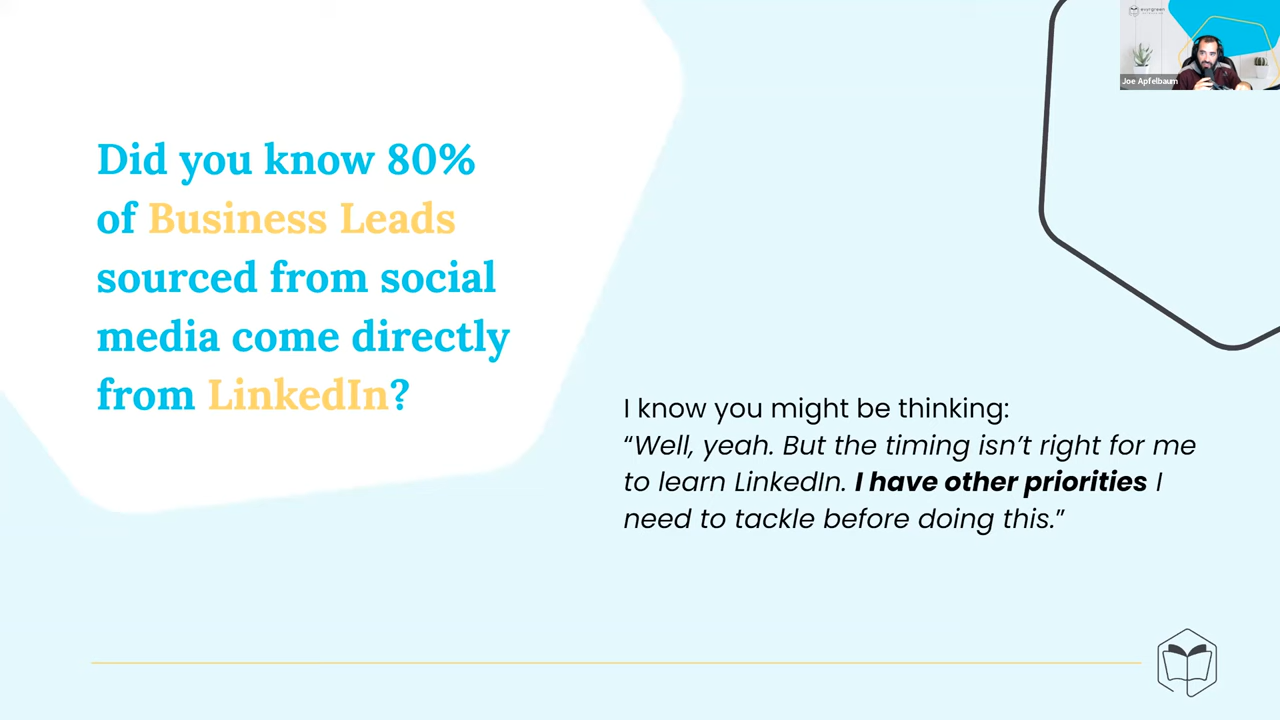 Did you know 80%
of Business Leads
sourced from social
media come directly
from LinkedIn?
I know you might be thinking:
“Well, yeah. But the timing isn’t right for me
to learn LinkedIn. I have other priorities I
need to tackle before doing this.”
evergreen
Joe Apfelbaum